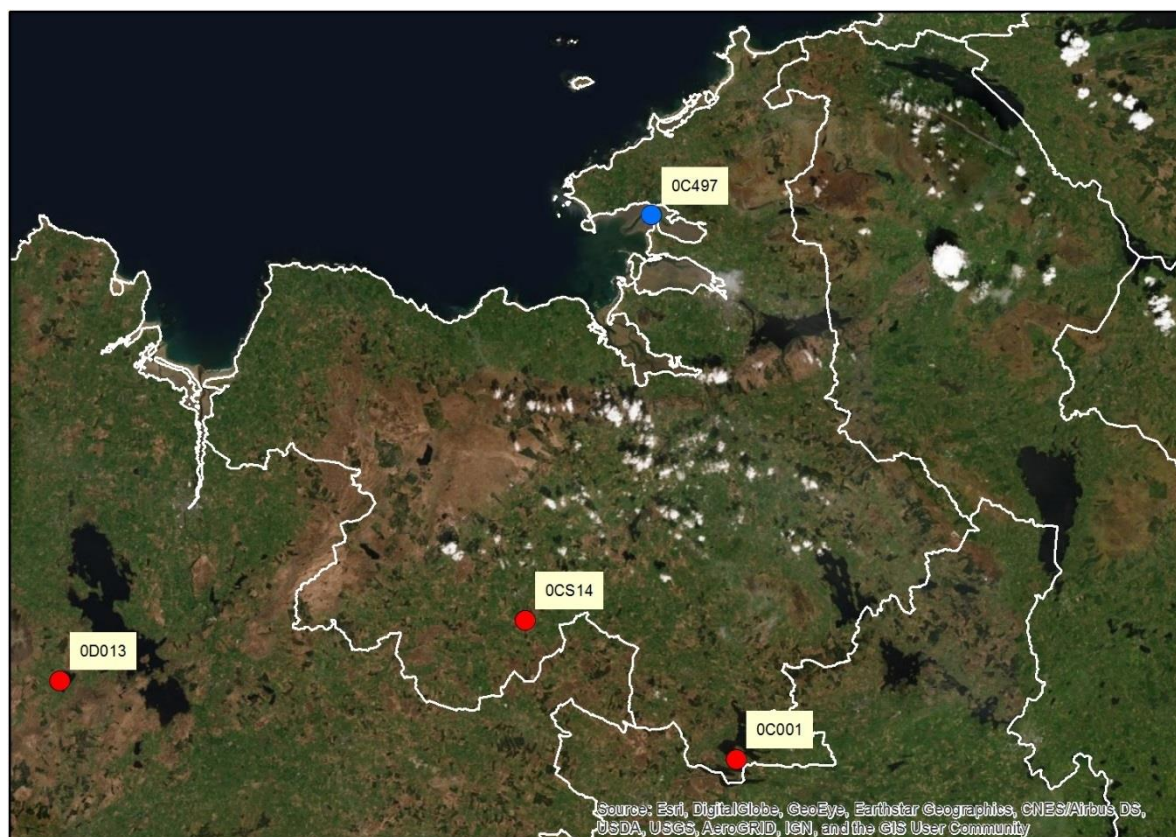 0C497
0CS14
0D013
0C001
Source: Esri, DigitalGlobe, GeoEye, Earthstar Geographics, CNES/Airbus DS,
USDA, USGS, AeroGRID, IGN, and the GIS User Community